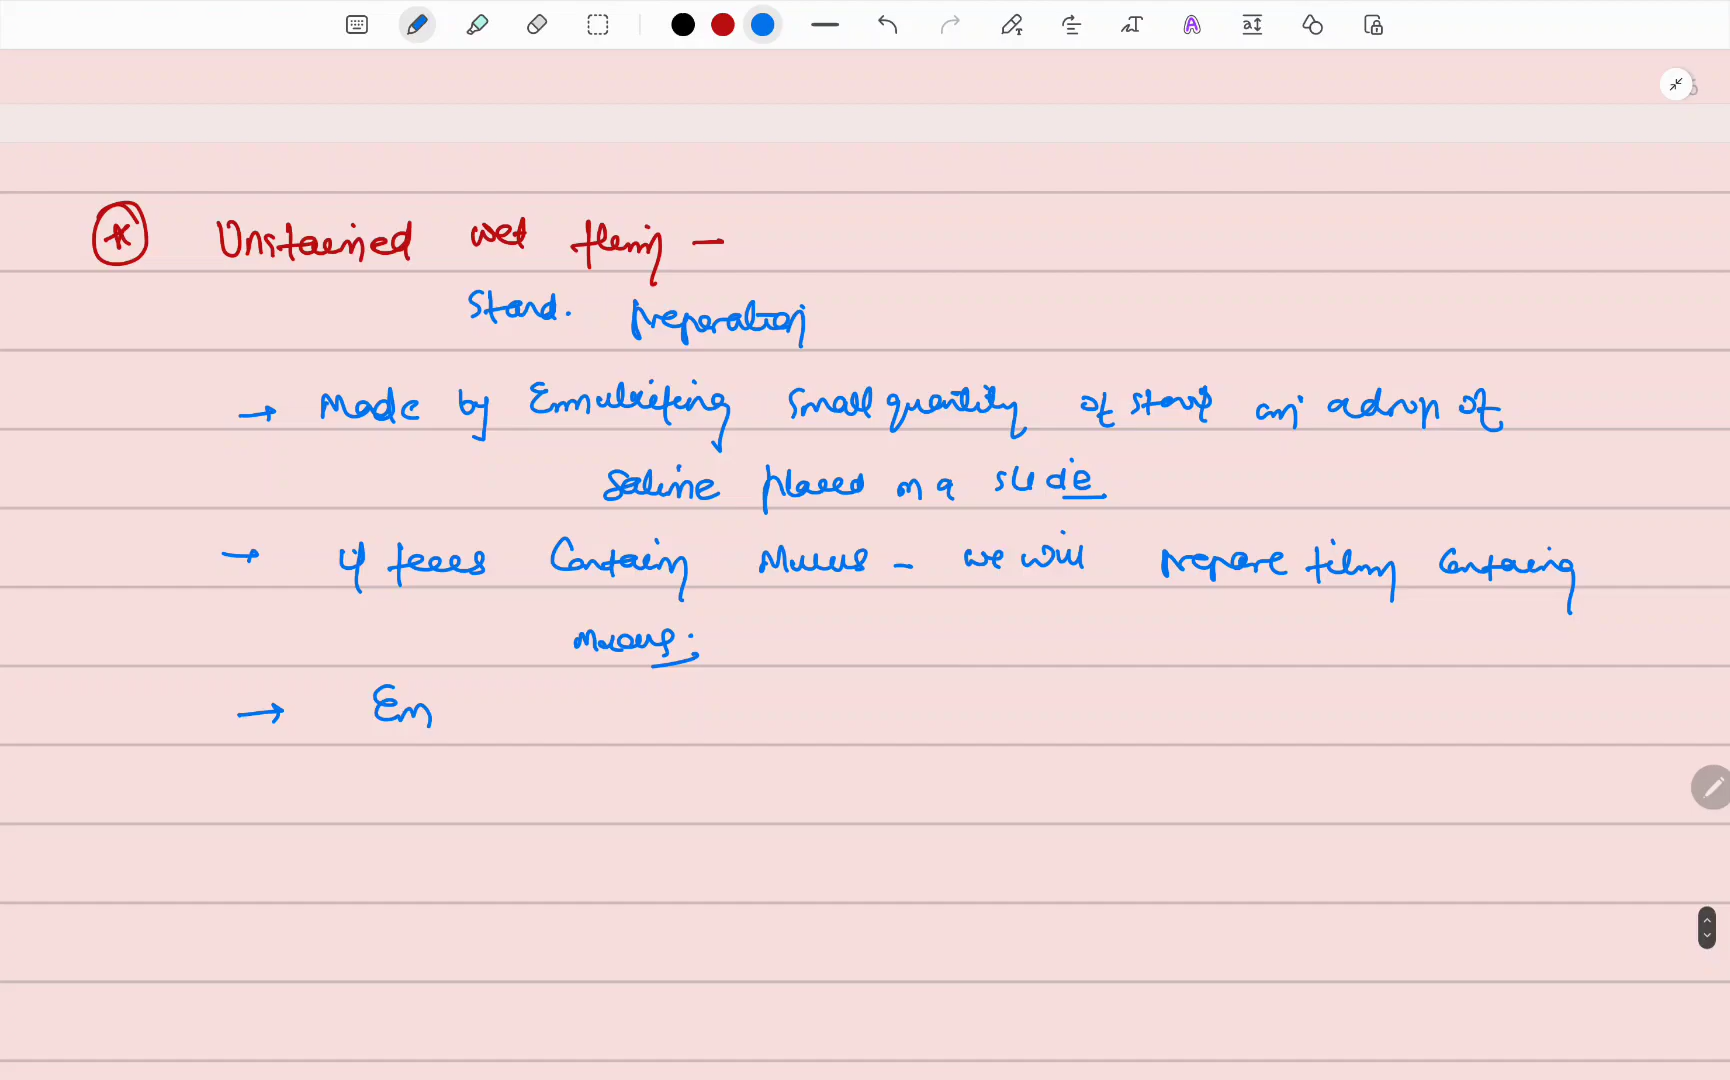 Unstained wet film -
Stand. preparation
→ Made by Emulsifying small quantity of stool in a drop of
saline placed on a slide
→ if feces Contain Mucus - we will prepare film Containing
mucus.
→ Em